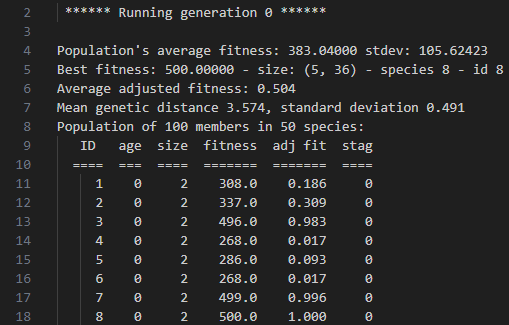 2 ****** Running generation 0 ******
3
4 Population's average fitness: 383.04000 stdev: 105.62423
5 Best fitness: 500.00000 - size: (5, 36) - species 8 - id 8
6 Average adjusted fitness: 0.504
7 Mean genetic distance 3.574, standard deviation 0.491
8 Population of 100 members in 50 species:
9 ID age size fitness adj fit stag
10 ==== === ==== ======= ======= ====
11 1 0 2 308.0 0.186 0
12 2 0 2 337.0 0.309 0
13 3 0 2 496.0 0.983 0
14 4 0 2 268.0 0.017 0
15 5 0 2 286.0 0.093 0
16 6 0 2 268.0 0.017 0
17 7 0 2 499.0 0.996 0
18 8 0 2 500.0 1.000 0